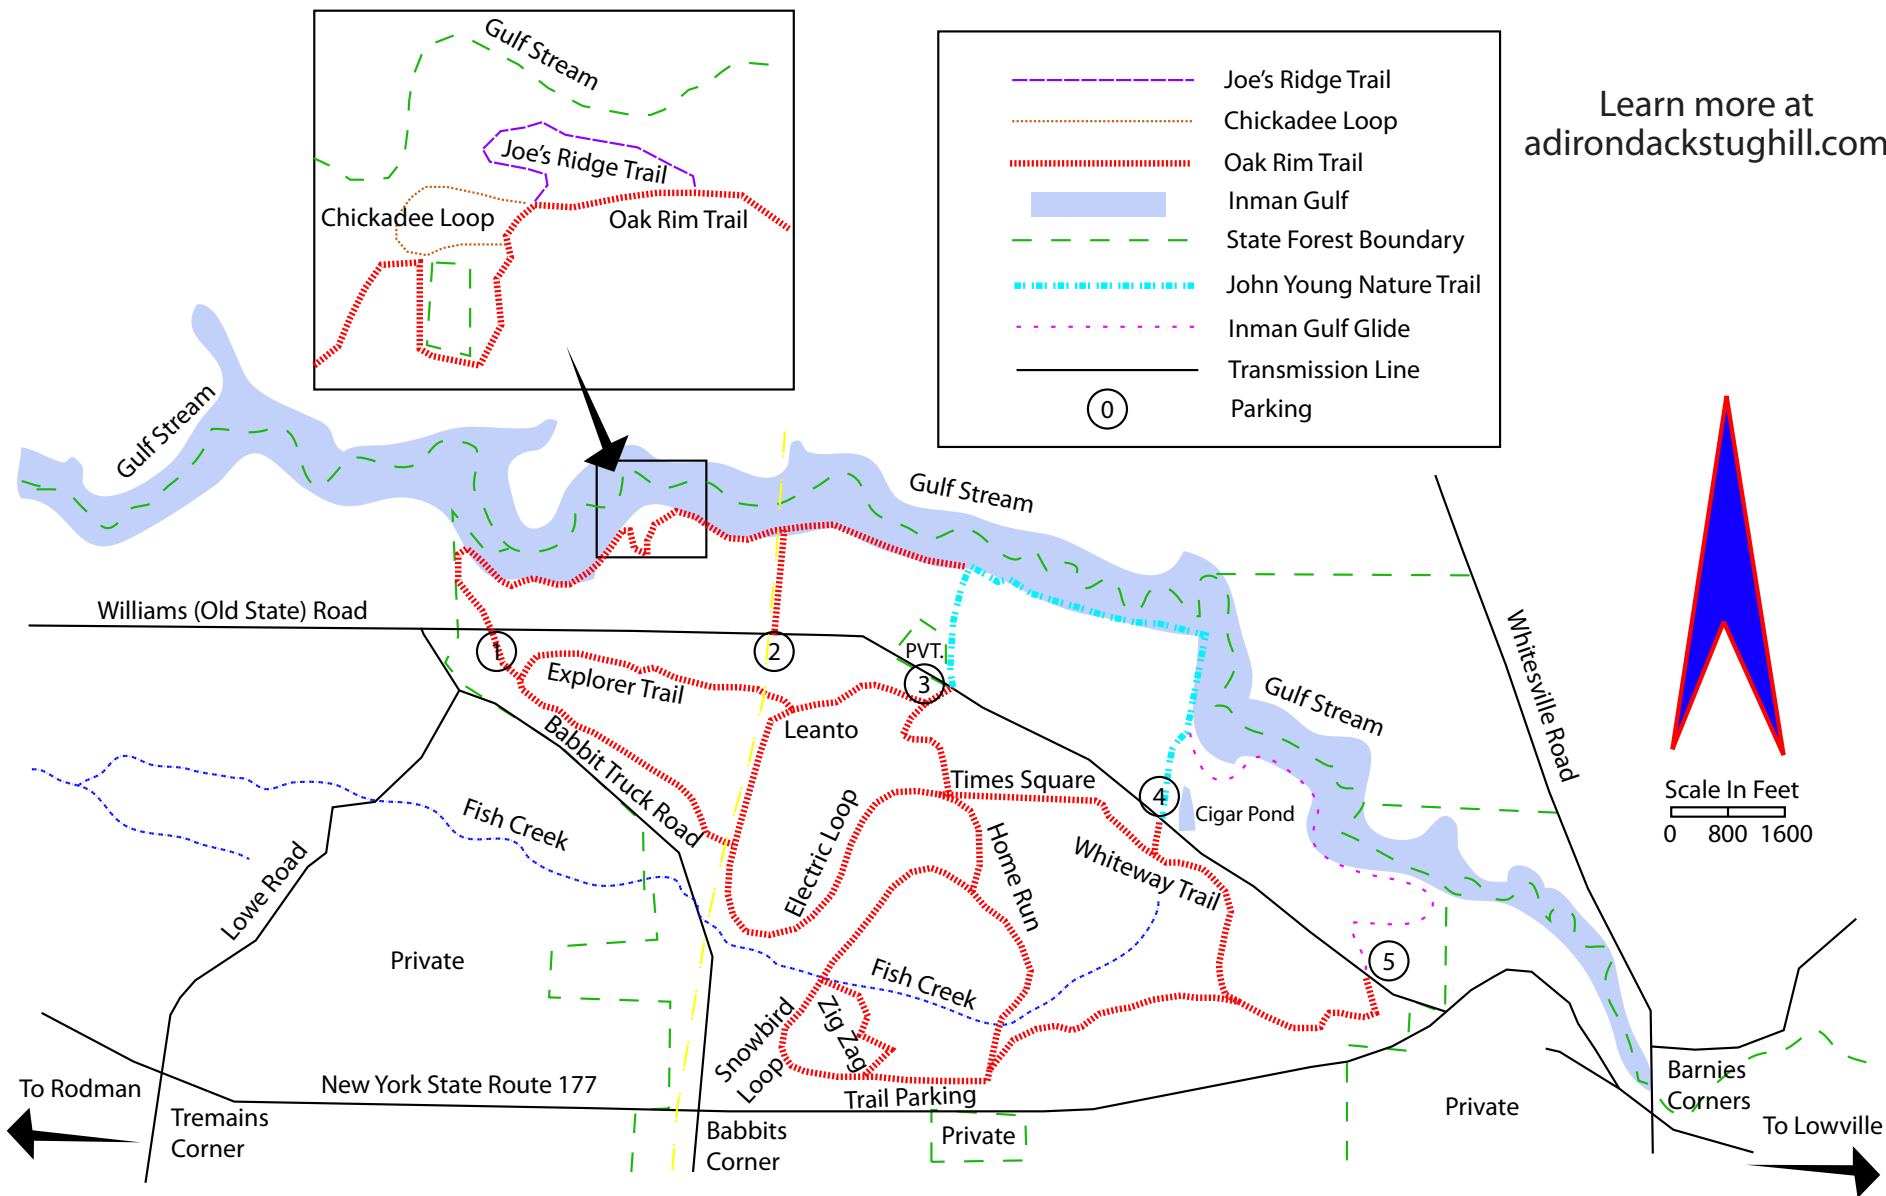 Gulf Stream
Joe's Ridge Trail
Chickadee Loop
Oak Rim Trail
Joe's Ridge Trail
Chickadee Loop
Oak Rim Trail
Inman Gulf
State Forest Boundary
John Young Nature Trail
Inman Gulf Glide
Transmission Line
0
Parking
Learn more at
adirondackstughill.com
Gulf Stream
Gulf Stream
Williams (Old State) Road
1
2
PVT.
3
Explorer Trail
Leanto
Babbit Truck Road
Gulf Stream
Whitesville Road
Times Square
4
Cigar Pond
Scale In Feet
0 800 1600
Fish Creek
Electric Loop
Home Run
Whiteway Trail
Lowe Road
Private
Fish Creek
5
Snowbird
Loop
Zig Zag
To Rodman
New York State Route 177
Trail Parking
Tremains
Corner
Babbits
Corner
Private
Private
Barnies
Corners
To Lowville